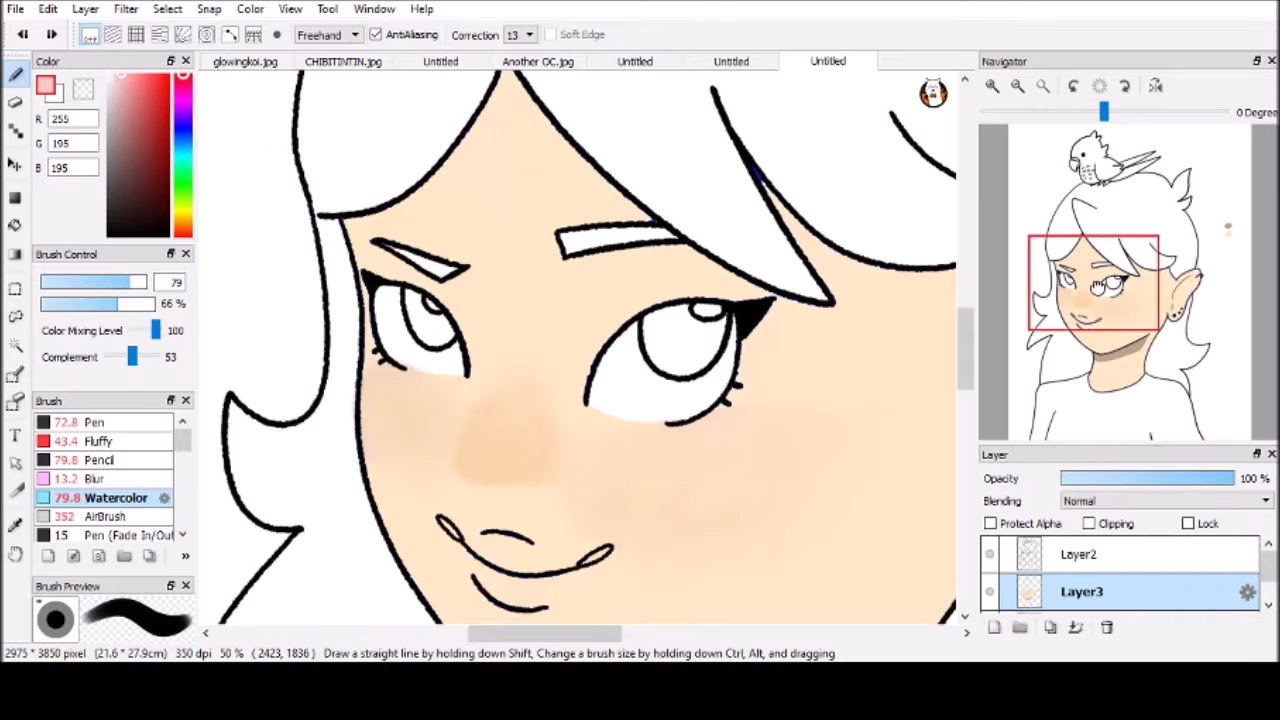 File Edit Layer Filter Select Snap Color View Tool Window Help
off Freehand AntiAliasing Correction 13 Soft Edge
Color
glowingkoi.jpg CHIBITINTIN.jpg Untitled Another OC.jpg Untitled Untitled Untitled
Navigator
0 Degree
R 255
G 195
B 195
Brush Control
79
66 %
Color Mixing Level 100
Complement 53
Brush
72.8 Pen
43.4 Fluffy
79.8 Pencil
13.2 Blur
79.8 Watercolor
352 AirBrush
15 Pen (Fade In/Out
Brush Preview
Layer
Opacity 100 %
Blending Normal
Protect Alpha Clipping Lock
Layer2
Layer3
2975 * 3850 pixel (21.6 * 27.9cm) 350 dpi 50 % ( 2423, 1836 ) Draw a straight line by holding down Shift, Change a brush size by holding down Ctrl, Alt, and dragging